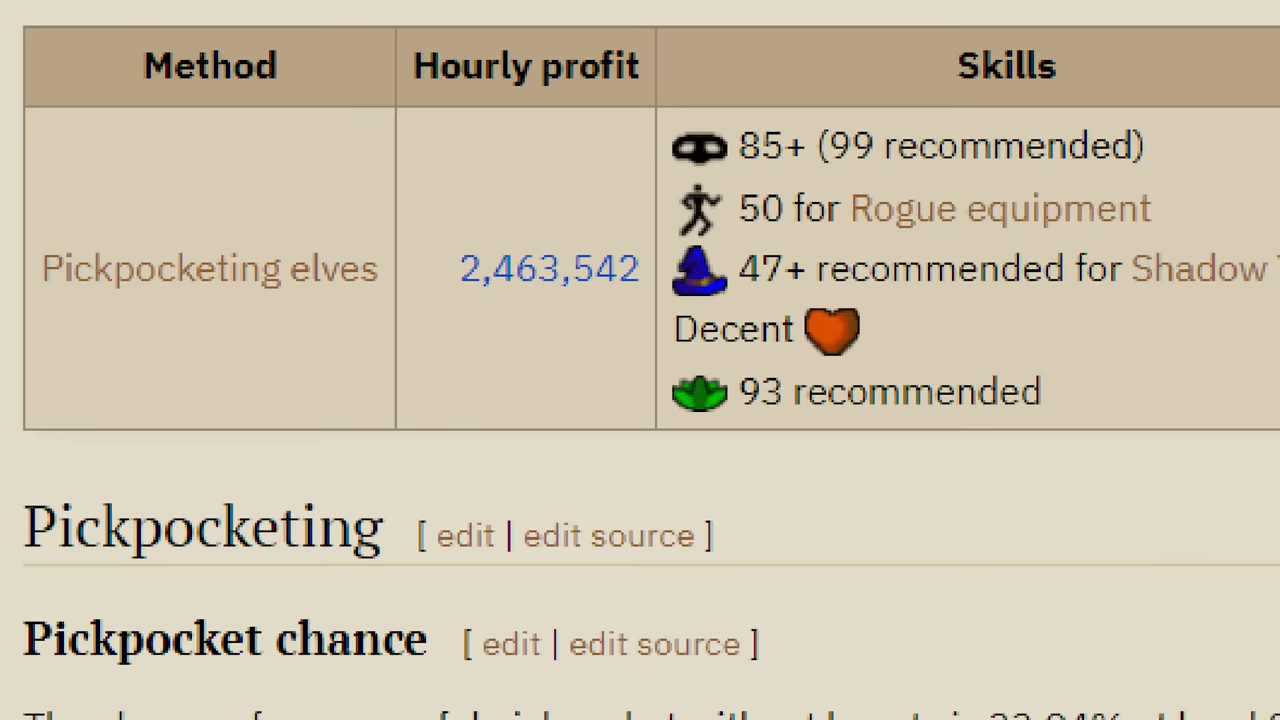 Method Hourly profit Skills
85+ (99 recommended)
50 for Rogue equipment
Pickpocketing elves 2,463,542 47+ recommended for Shadow
Decent
93 recommended
Pickpocketing [ edit | edit source ]
Pickpocket chance [ edit | edit source ]